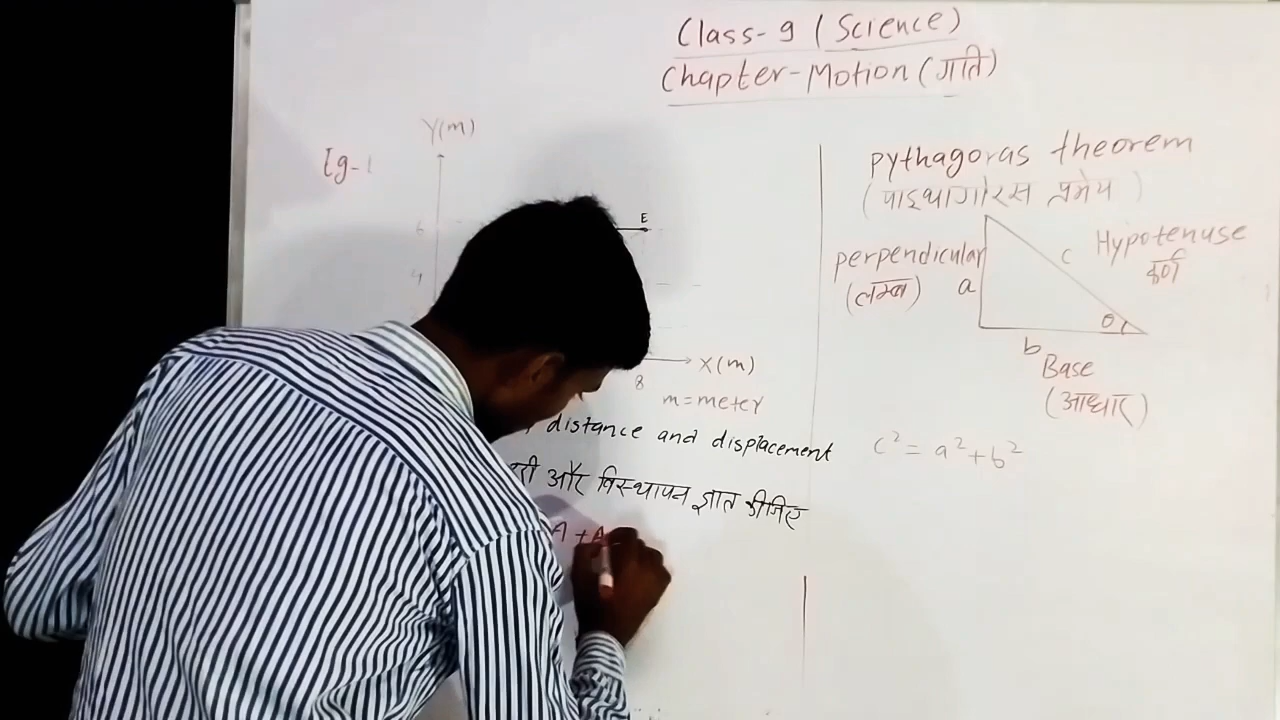 Class-9 (Science)
Chapter-Motion (गति)
Eg-1
Y(m)
6
4
E
8
X(m)
m=meter
distance and displacement
और विस्थापन ज्ञात कीजिए
A + A
Pythagoras theorem
(पाइथागोरस प्रमेय)
perpendicular
(लम्ब)
a
c
Hypotenuse
कर्ण
θ
b
Base
(आधार)
c² = a² + b²